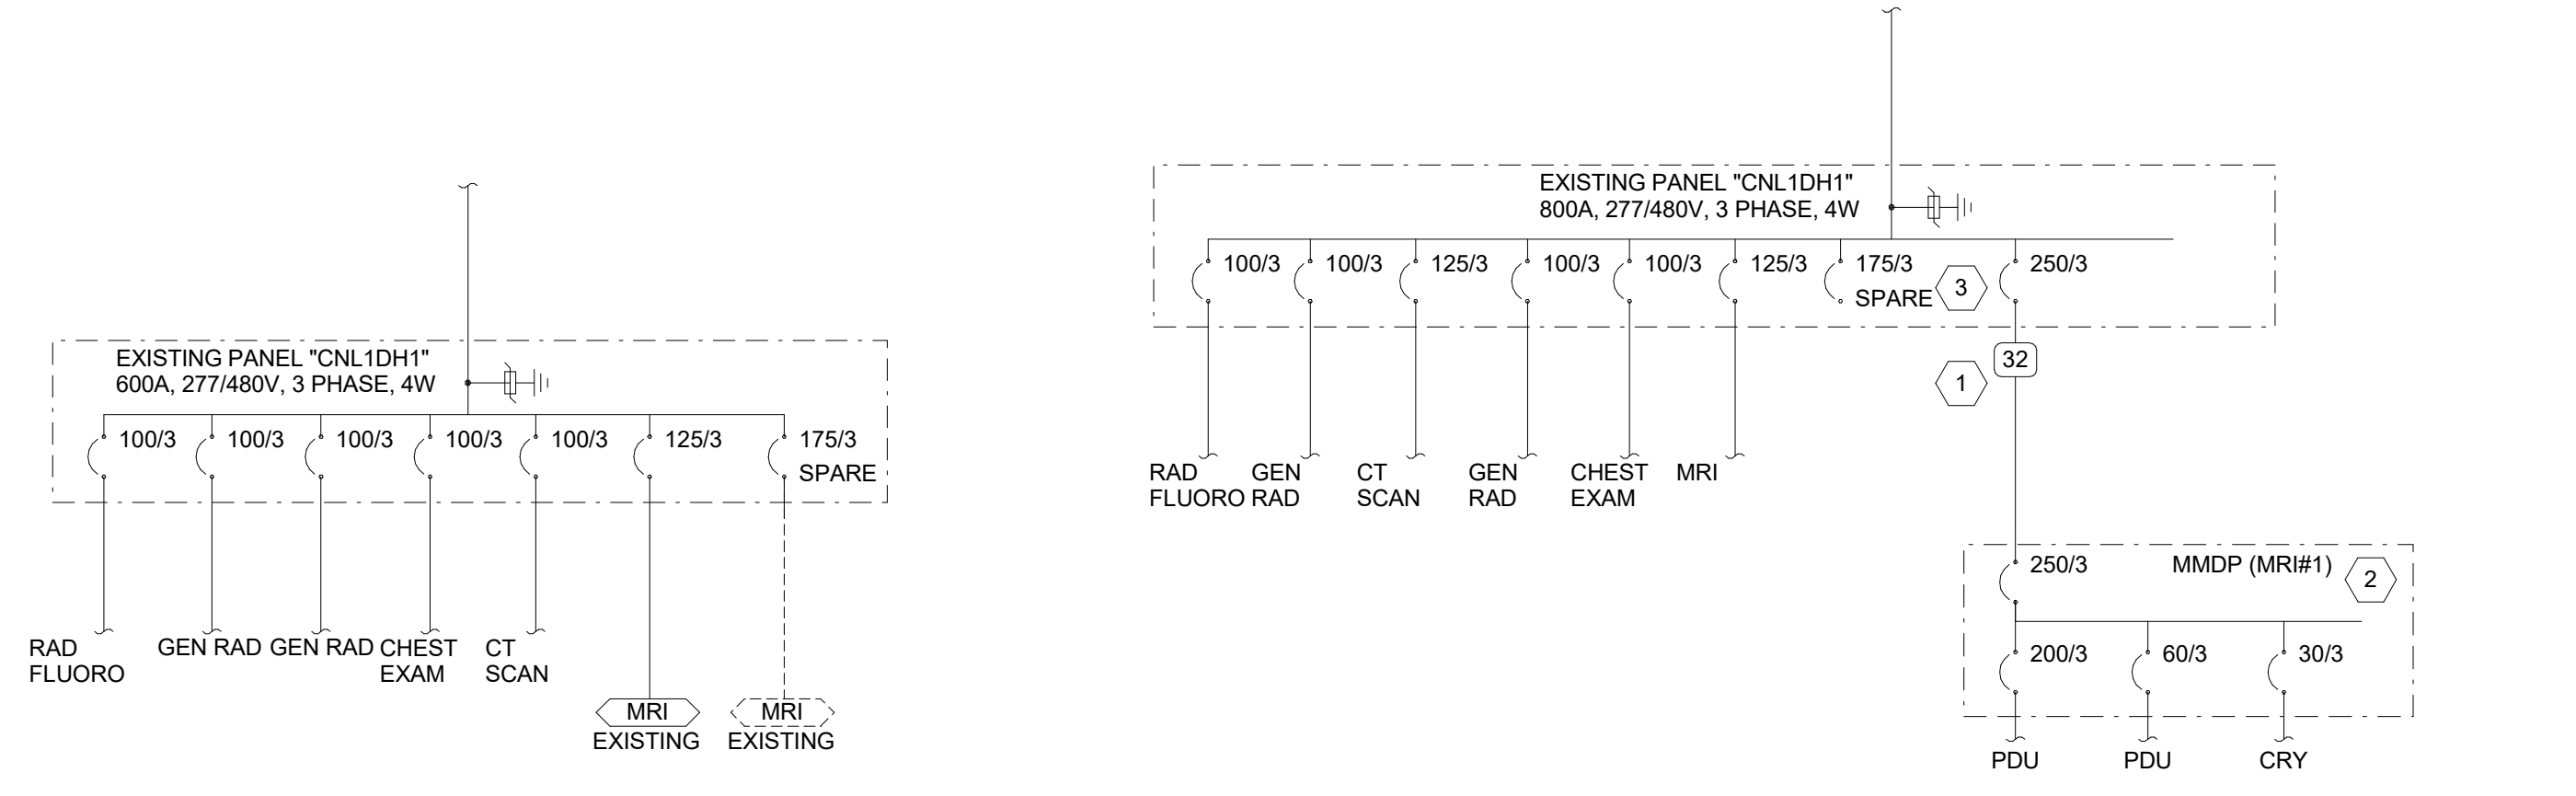 EXISTING PANEL "CNL1DH1"
600A, 277/480V, 3 PHASE, 4W
100/3 100/3 100/3 100/3 100/3 125/3 175/3
SPARE
RAD
FLUORO
GEN RAD
GEN RAD
CHEST
EXAM
CT
SCAN
MRI
EXISTING
MRI
EXISTING
EXISTING PANEL "CNL1DH1"
800A, 277/480V, 3 PHASE, 4W
100/3 100/3 125/3 100/3 100/3 125/3 175/3 250/3
SPARE
3
32
1
RAD
FLUORO
GEN
RAD
CT
SCAN
GEN
RAD
CHEST
EXAM
MRI
250/3
MMDP (MRI#1)
2
200/3 60/3 30/3
PDU PDU CRY